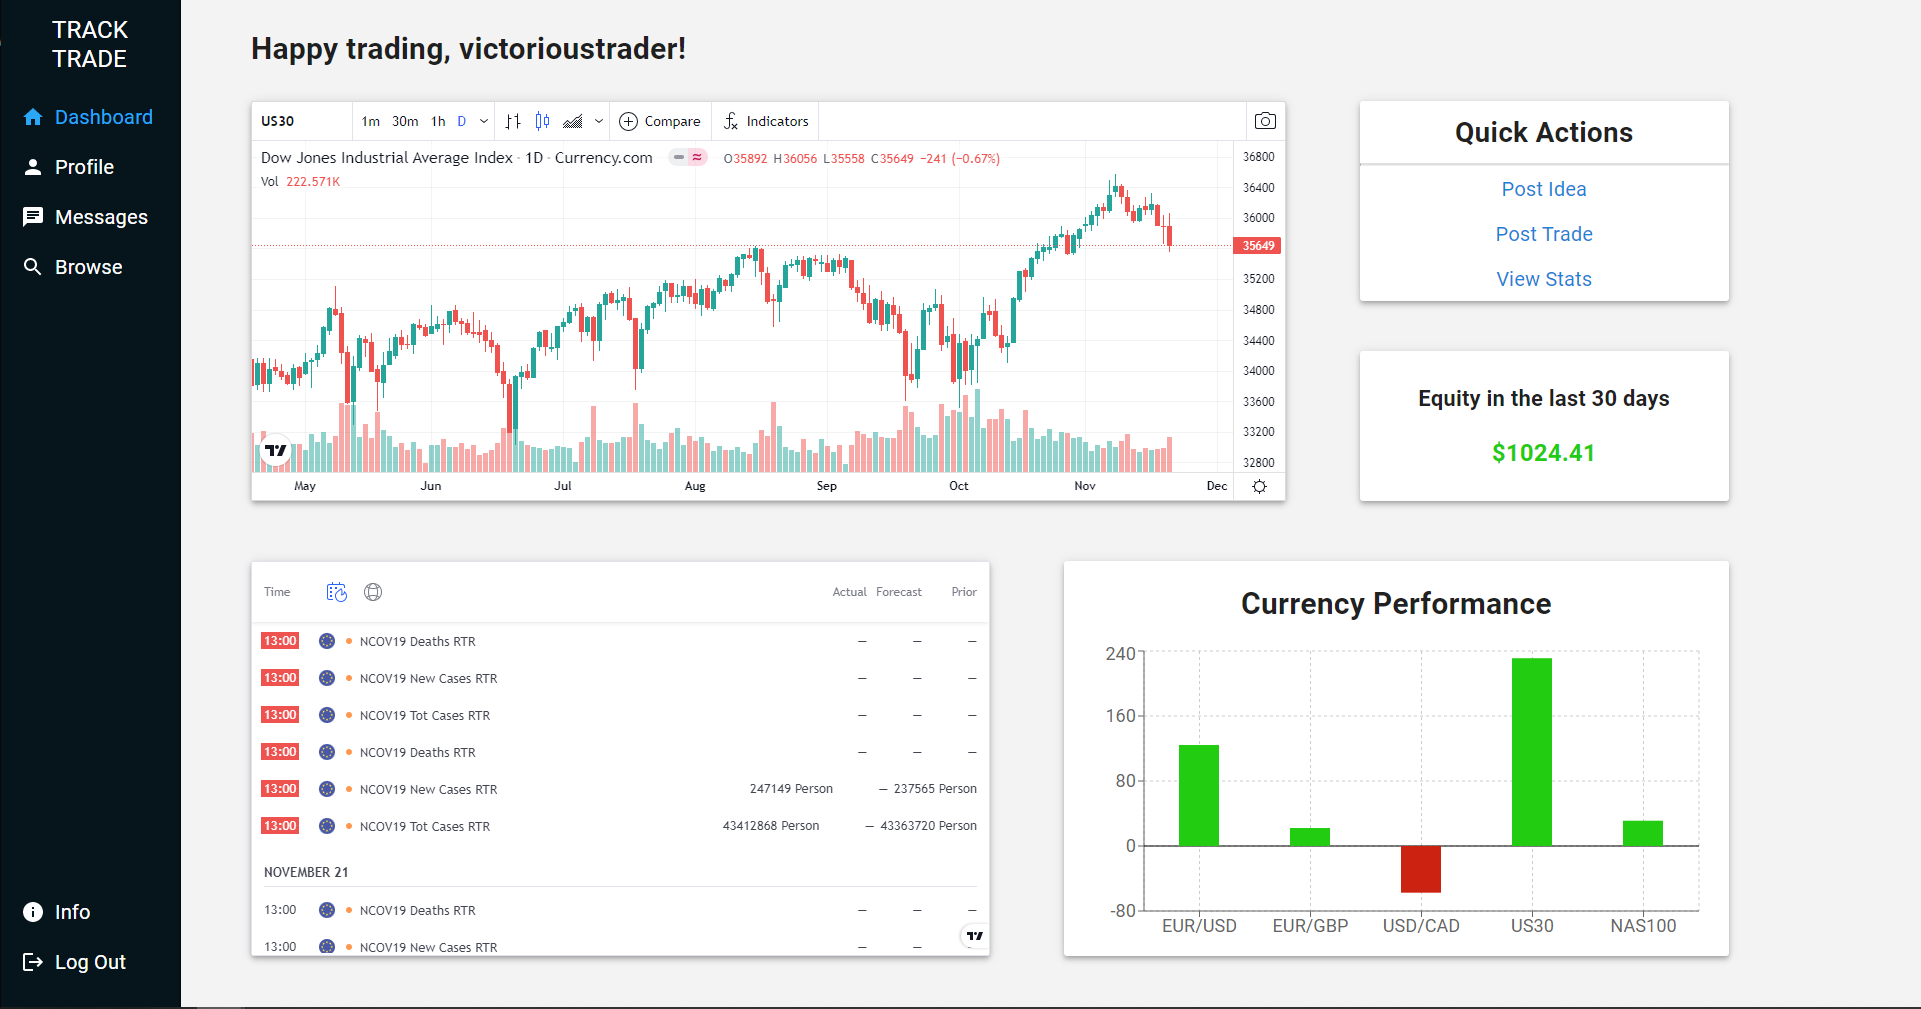 TRACK
TRADE
Dashboard
Profile
Messages
Browse
Info
Log Out
Happy trading, victorioustrader!
US30
1m 30m 1h D
Compare
Indicators
Dow Jones Industrial Average Index · 1D · Currency.com
O35892 H36056 L35558 C35649 −241 (−0.67%)
Vol 222.571K
36800
36400
36000
35649
35200
34800
34400
34000
33600
33200
32800
May Jun Jul Aug Sep Oct Nov Dec
Quick Actions
Post Idea
Post Trade
View Stats
Equity in the last 30 days
$1024.41
Time Actual Forecast Prior
13:00 NCOV19 Deaths RTR — — —
13:00 NCOV19 New Cases RTR — — —
13:00 NCOV19 Tot Cases RTR — — —
13:00 NCOV19 Deaths RTR — — —
13:00 NCOV19 New Cases RTR 247149 Person — 237565 Person
13:00 NCOV19 Tot Cases RTR 43412868 Person — 43363720 Person
NOVEMBER 21
13:00 NCOV19 Deaths RTR — — —
13:00 NCOV19 New Cases RTR — —
Currency Performance
240
160
80
0
-80
EUR/USD EUR/GBP USD/CAD US30 NAS100